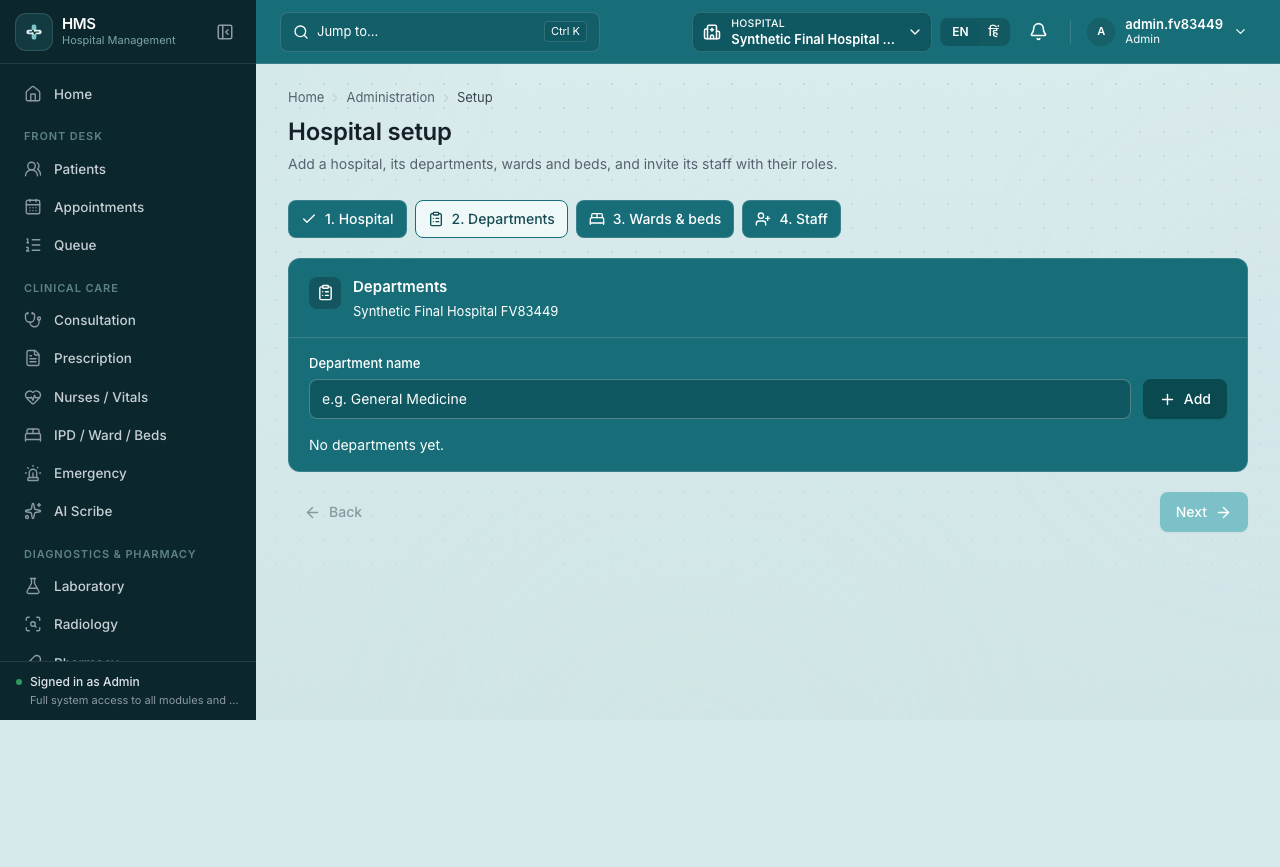 HMS
Hospital Management
Home
FRONT DESK
Patients
Appointments
Queue
CLINICAL CARE
Consultation
Prescription
Nurses / Vitals
IPD / Ward / Beds
Emergency
AI Scribe
DIAGNOSTICS & PHARMACY
Laboratory
Radiology
Signed in as Admin
Full system access to all modules and ...
Jump to...
Ctrl K
HOSPITAL
Synthetic Final Hospital ...
EN
हिं
A
admin.fv83449
Admin
Home
Administration
Setup
Hospital setup
Add a hospital, its departments, wards and beds, and invite its staff with their roles.
1. Hospital
2. Departments
3. Wards & beds
4. Staff
Departments
Synthetic Final Hospital FV83449
Department name
e.g. General Medicine
Add
No departments yet.
Back
Next